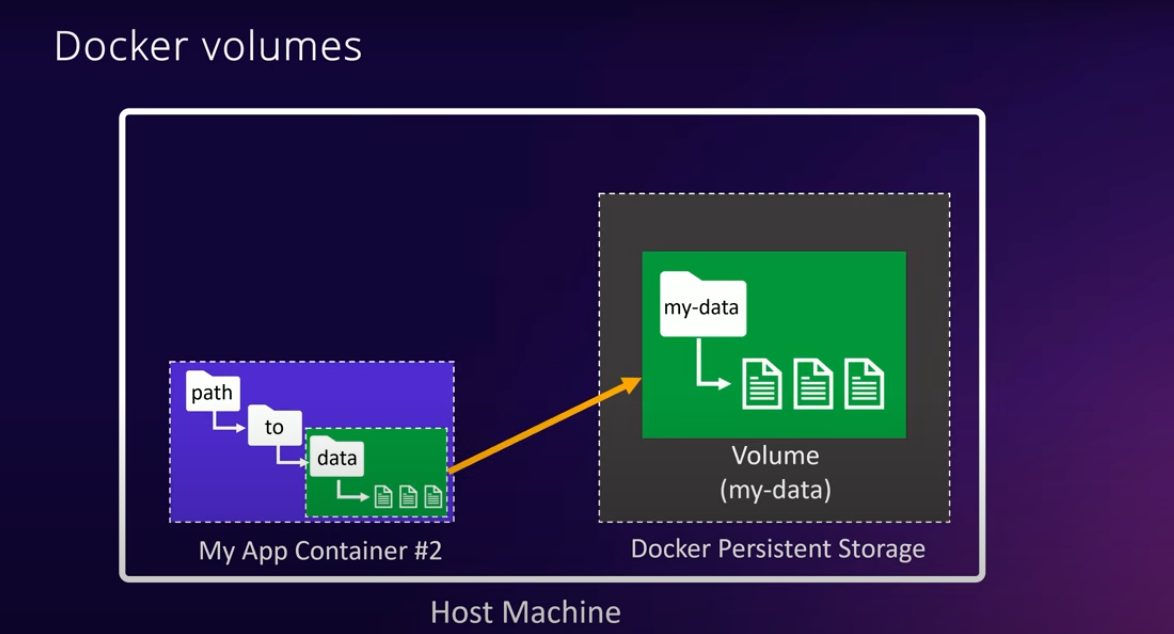 Docker volumes
my-data
path
to
data
Volume
(my-data)
My App Container #2
Docker Persistent Storage
Host Machine